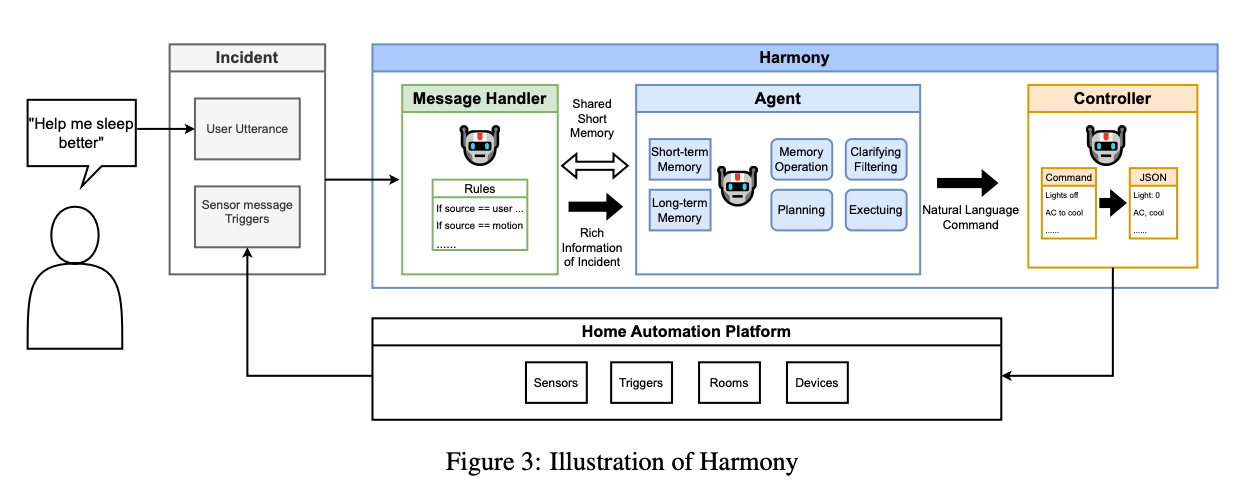 "Help me sleep
better"
Incident
User Utterance
Sensor message
Triggers
Harmony
Message Handler
Rules
If source == user ...
If source == motion
......
Shared
Short
Memory
Rich
Information
of Incident
Agent
Short-term
Memory
Long-term
Memory
Memory
Operation
Clarifying
Filtering
Planning
Exectuing
Natural Language
Command
Controller
Command
Lights off
AC to cool
......
JSON
Light: 0
AC, cool
......
Home Automation Platform
Sensors
Triggers
Rooms
Devices
Figure 3: Illustration of Harmony